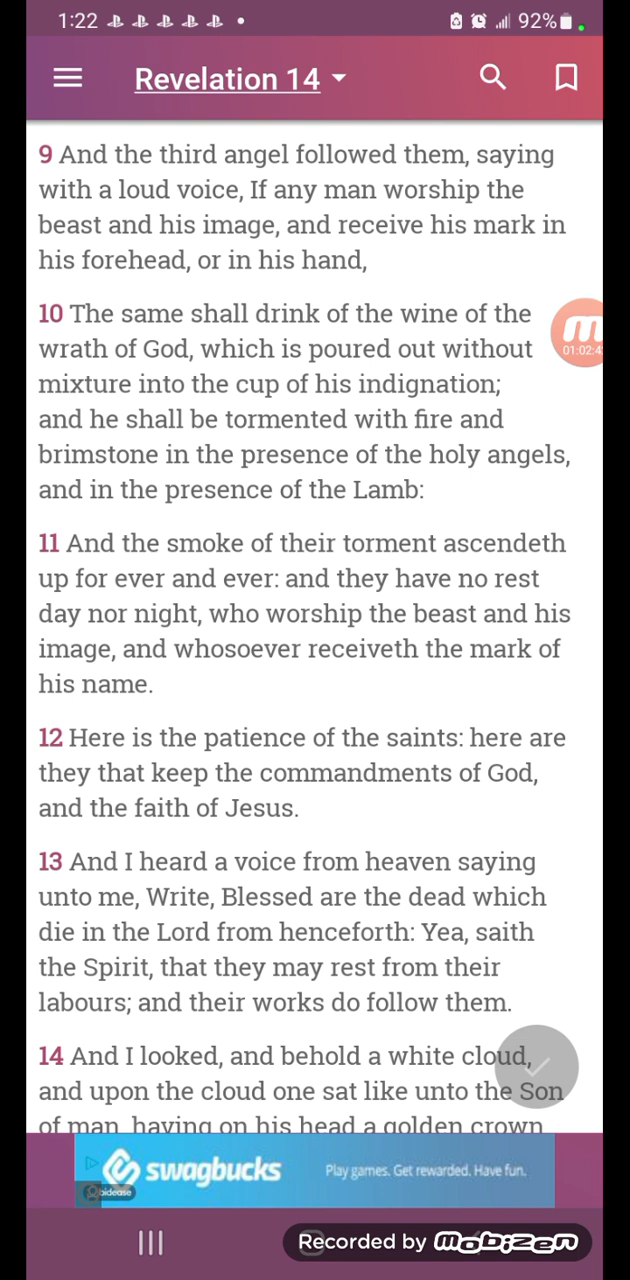 1:22
92%
Revelation 14
9 And the third angel followed them, saying
with a loud voice, If any man worship the
beast and his image, and receive his mark in
his forehead, or in his hand,
10 The same shall drink of the wine of the
wrath of God, which is poured out without
mixture into the cup of his indignation;
and he shall be tormented with fire and
brimstone in the presence of the holy angels,
and in the presence of the Lamb:
01:02:4
11 And the smoke of their torment ascendeth
up for ever and ever: and they have no rest
day nor night, who worship the beast and his
image, and whosoever receiveth the mark of
his name.
12 Here is the patience of the saints: here are
they that keep the commandments of God,
and the faith of Jesus.
13 And I heard a voice from heaven saying
unto me, Write, Blessed are the dead which
die in the Lord from henceforth: Yea, saith
the Spirit, that they may rest from their
labours; and their works do follow them.
14 And I looked, and behold a white cloud,
and upon the cloud one sat like unto the Son
of man, having on his head a golden crown
swagbucks
Play games. Get rewarded. Have fun.
bidease
Recorded by mobizen